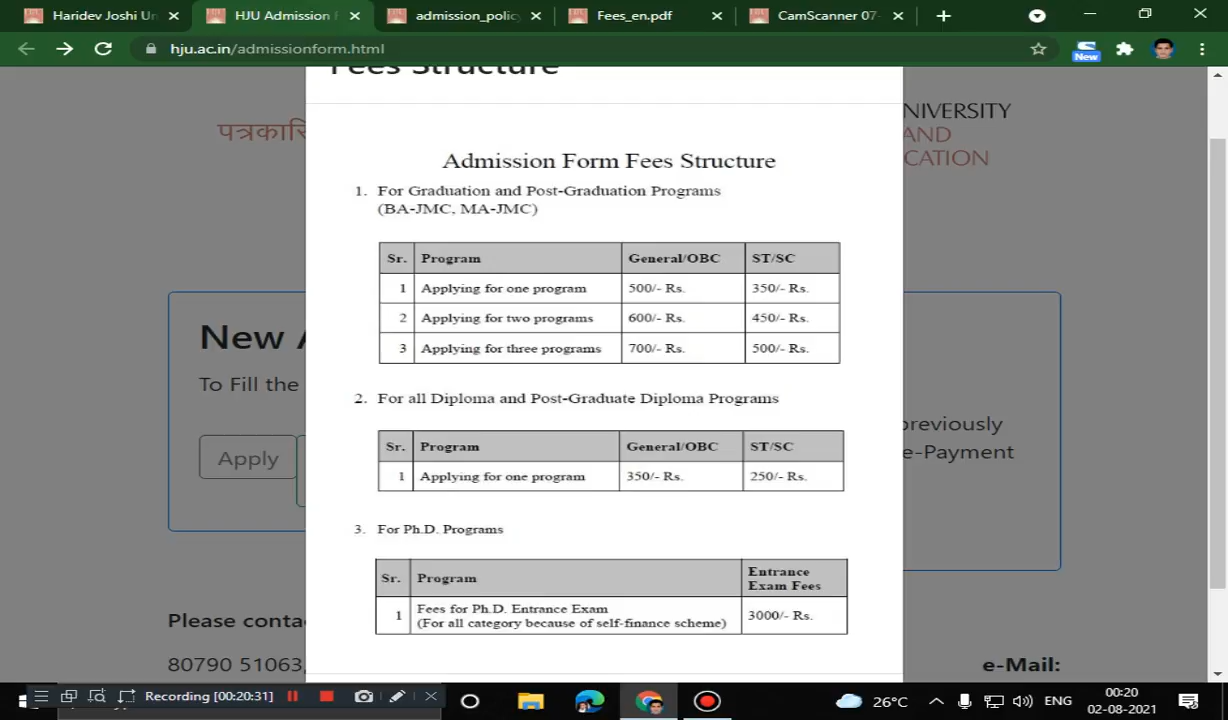 Haridev Joshi Un
HJU Admission F
admission_polic
Fees_en.pdf
CamScanner 07-
hju.ac.in/admissionform.html
New
Fees Structure
पत्रकारि
NIVERSITY
AND
CATION
Admission Form Fees Structure
1. For Graduation and Post-Graduation Programs
(BA-JMC, MA-JMC)
Sr. Program General/OBC ST/SC
1 Applying for one program 500/- Rs. 350/- Rs.
2 Applying for two programs 600/- Rs. 450/- Rs.
3 Applying for three programs 700/- Rs. 500/- Rs.
New A
To Fill the
Apply
previously
e-Payment
2. For all Diploma and Post-Graduate Diploma Programs
Sr. Program General/OBC ST/SC
1 Applying for one program 350/- Rs. 250/- Rs.
3. For Ph.D. Programs
Sr. Program Entrance
Exam Fees
1 Fees for Ph.D. Entrance Exam
(For all category because of self-finance scheme) 3000/- Rs.
Please conta
80790 51063,
e-Mail:
Recording [00:20:31]
26°C
ENG
00:20
02-08-2021